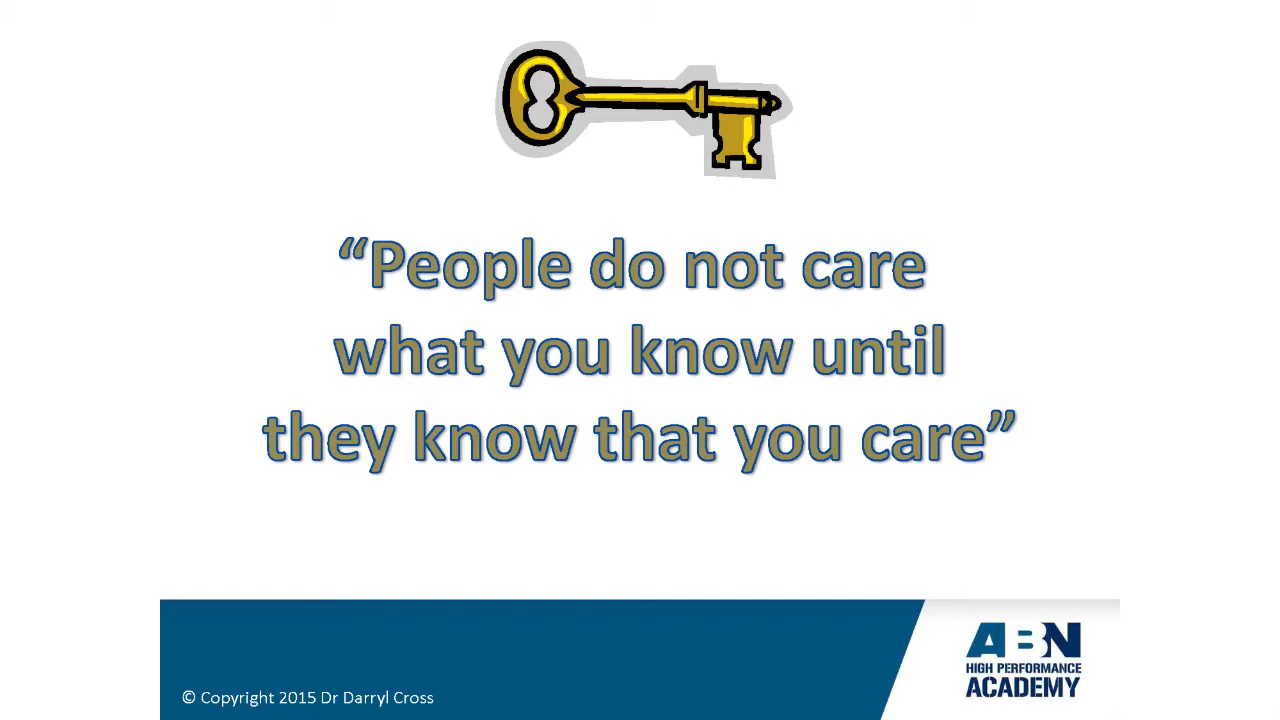 “People do not care
what you know until
they know that you care”
© Copyright 2015 Dr Darryl Cross
ABN
HIGH PERFORMANCE
ACADEMY